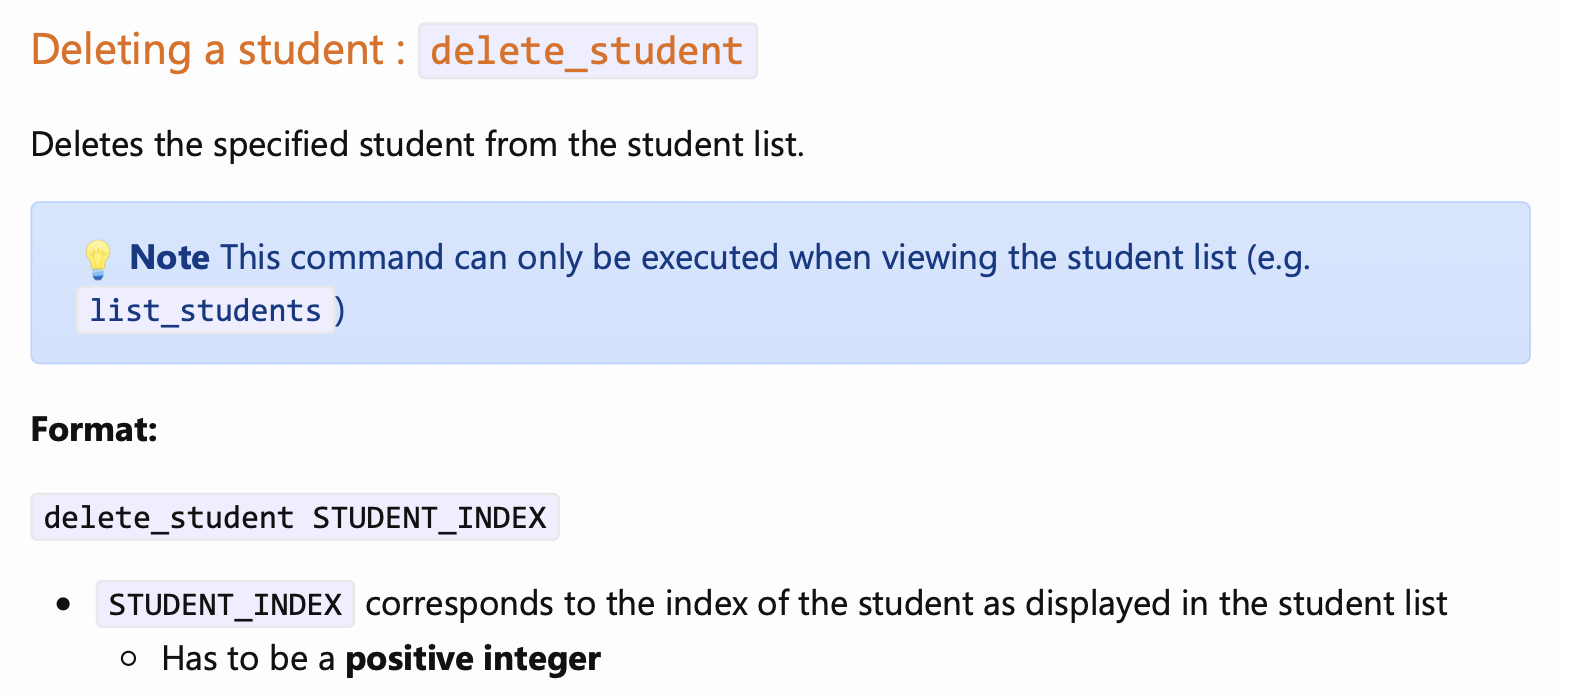 Deleting a student : delete_student
Deletes the specified student from the student list.
💡 Note This command can only be executed when viewing the student list (e.g.
list_students )
Format:
delete_student STUDENT_INDEX
• STUDENT_INDEX corresponds to the index of the student as displayed in the student list
◦ Has to be a positive integer